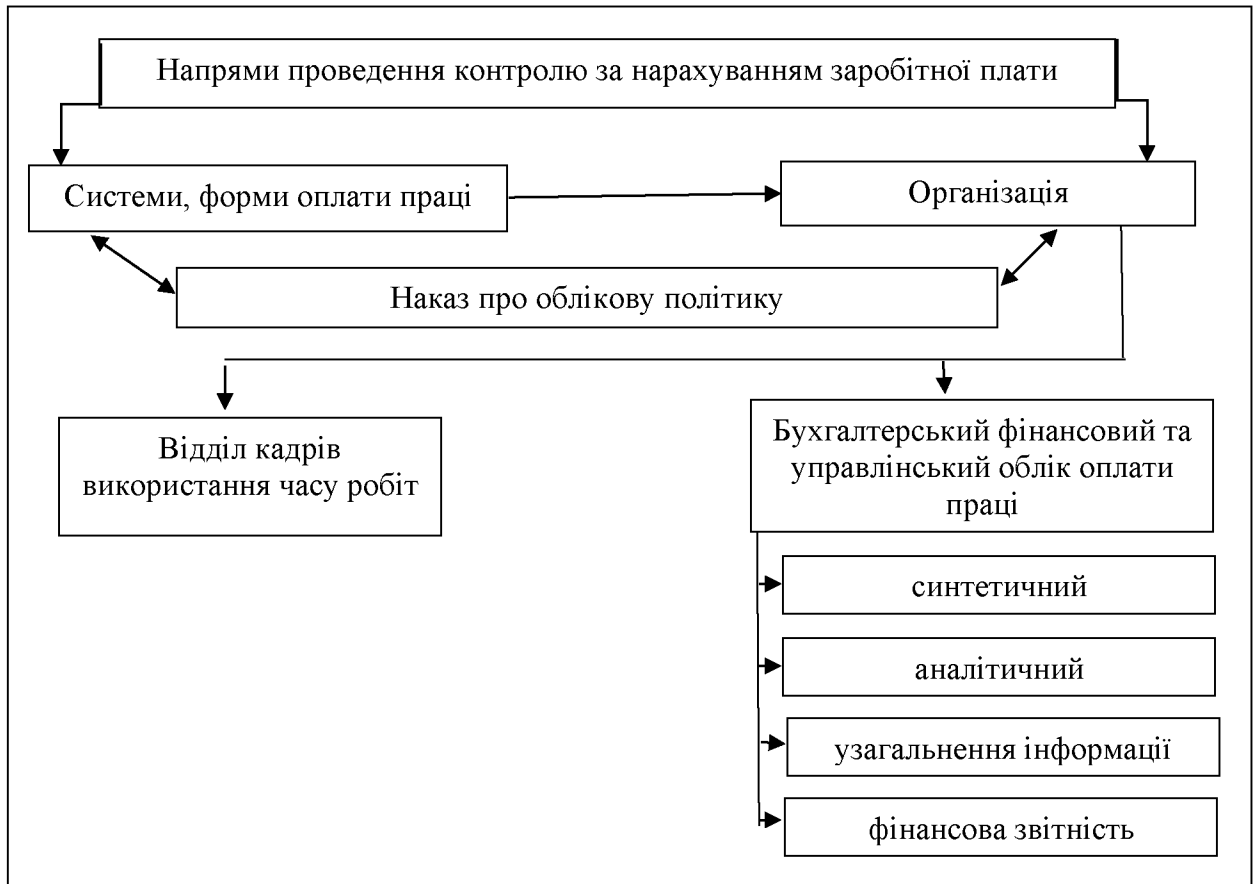 Напрями проведення контролю за нарахуванням заробітної плати
Системи, форми оплати праці
Організація
Наказ про облікову політику
Відділ кадрів
використання часу робіт
Бухгалтерський фінансовий та
управлінський облік оплати
праці
синтетичний
аналітичний
узагальнення інформації
фінансова звітність